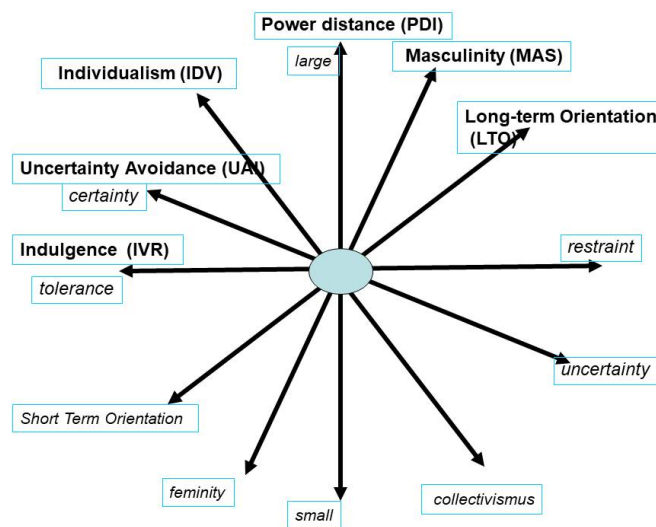 Power distance (PDI)
large
Masculinity (MAS)
Individualism (IDV)
Long-term Orientation
(LTO)
Uncertainty Avoidance (UAI)
certainty
Indulgence (IVR)
tolerance
restraint
uncertainty
Short Term Orientation
feminity
small
collectivismus